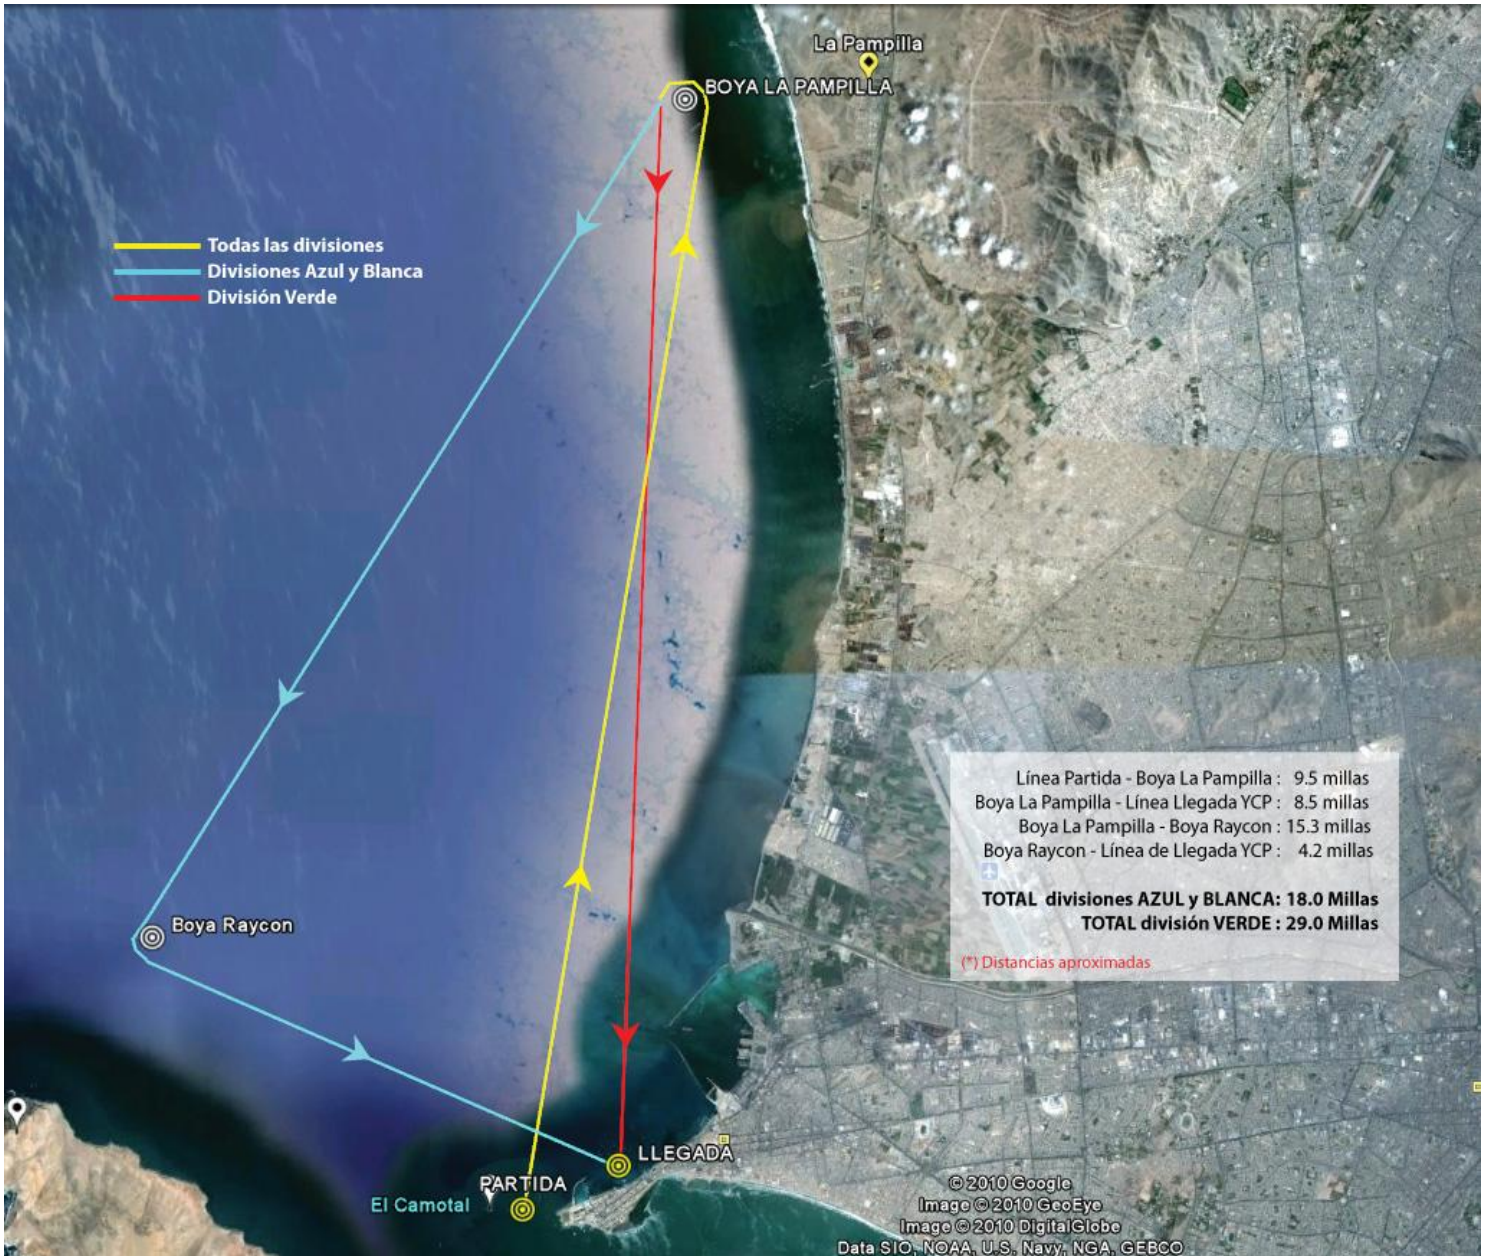 La Pampilla
BOYA LA PAMPILLA
Todas las divisiones
Divisiones Azul y Blanca
División Verde
Línea Partida - Boya La Pampilla : 9.5 millas
Boya La Pampilla - Línea Llegada YCP : 8.5 millas
Boya La Pampilla - Boya Raycon : 15.3 millas
Boya Raycon - Línea de Llegada YCP : 4.2 millas
TOTAL divisiones AZUL y BLANCA: 18.0 Millas
TOTAL división VERDE : 29.0 Millas
(*) Distancias aproximadas
Boya Raycon
LLEGADA
PARTIDA
El Camotal
© 2010 Google
Image © 2010 GeoEye
Image © 2010 DigitalGlobe
Data SIO, NOAA, U.S. Navy, NGA, GEBCO